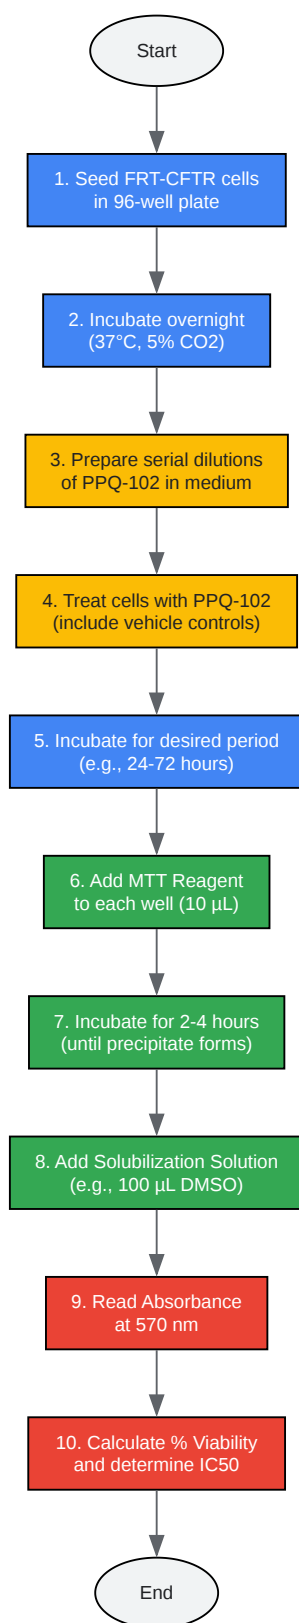 Start
1. Seed FRT-CFTR cells
in 96-well plate
2. Incubate overnight
(37°C, 5% CO2)
3. Prepare serial dilutions
of PPQ-102 in medium
4. Treat cells with PPQ-102
(include vehicle controls)
5. Incubate for desired period
(e.g., 24-72 hours)
6. Add MTT Reagent
to each well (10 µL)
7. Incubate for 2-4 hours
(until precipitate forms)
8. Add Solubilization Solution
(e.g., 100 µL DMSO)
9. Read Absorbance
at 570 nm
10. Calculate % Viability
and determine IC50
End